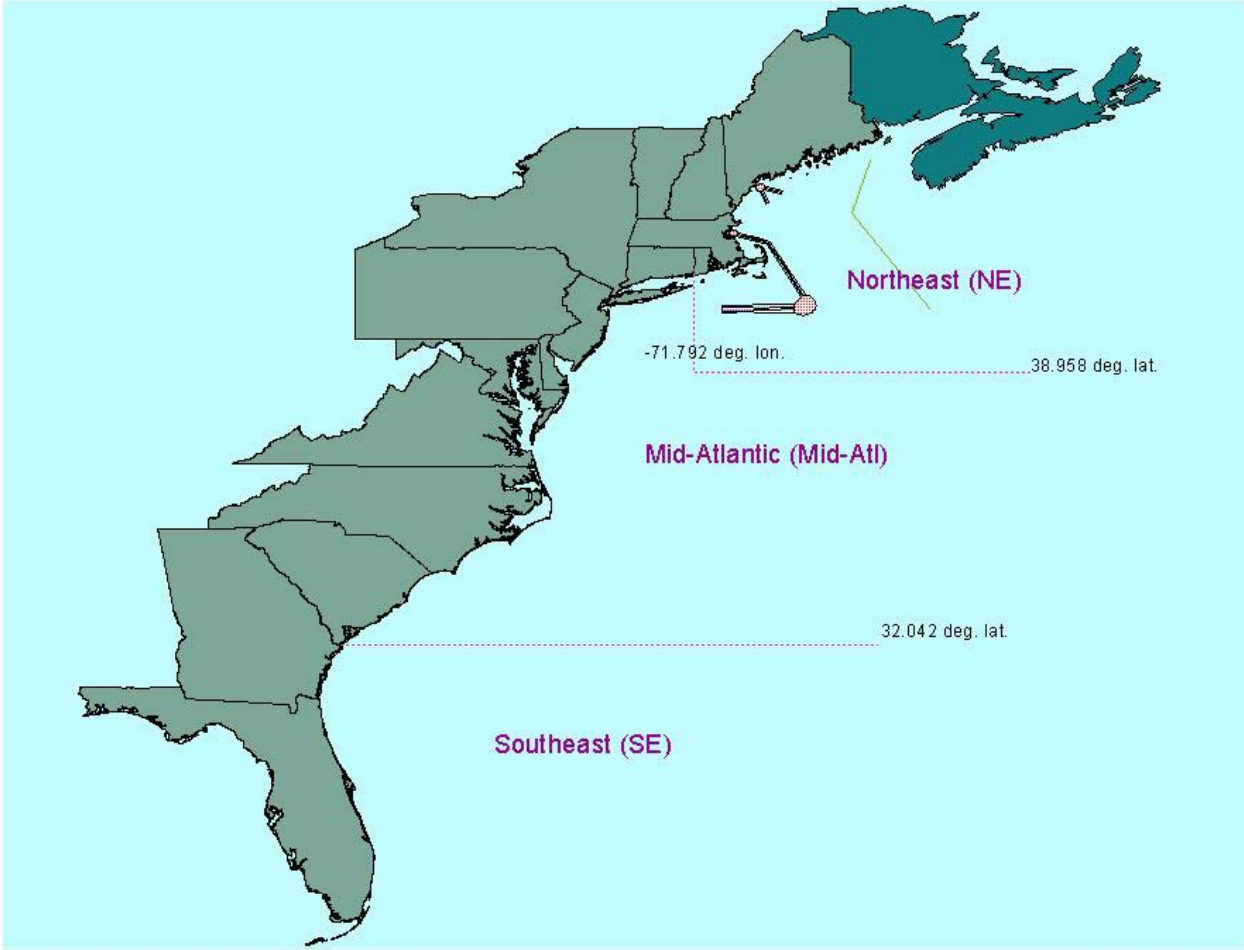 Northeast (NE)
-71.792 deg. lon.
38.958 deg. lat.
Mid-Atlantic (Mid-Atl)
32.042 deg. lat.
Southeast (SE)